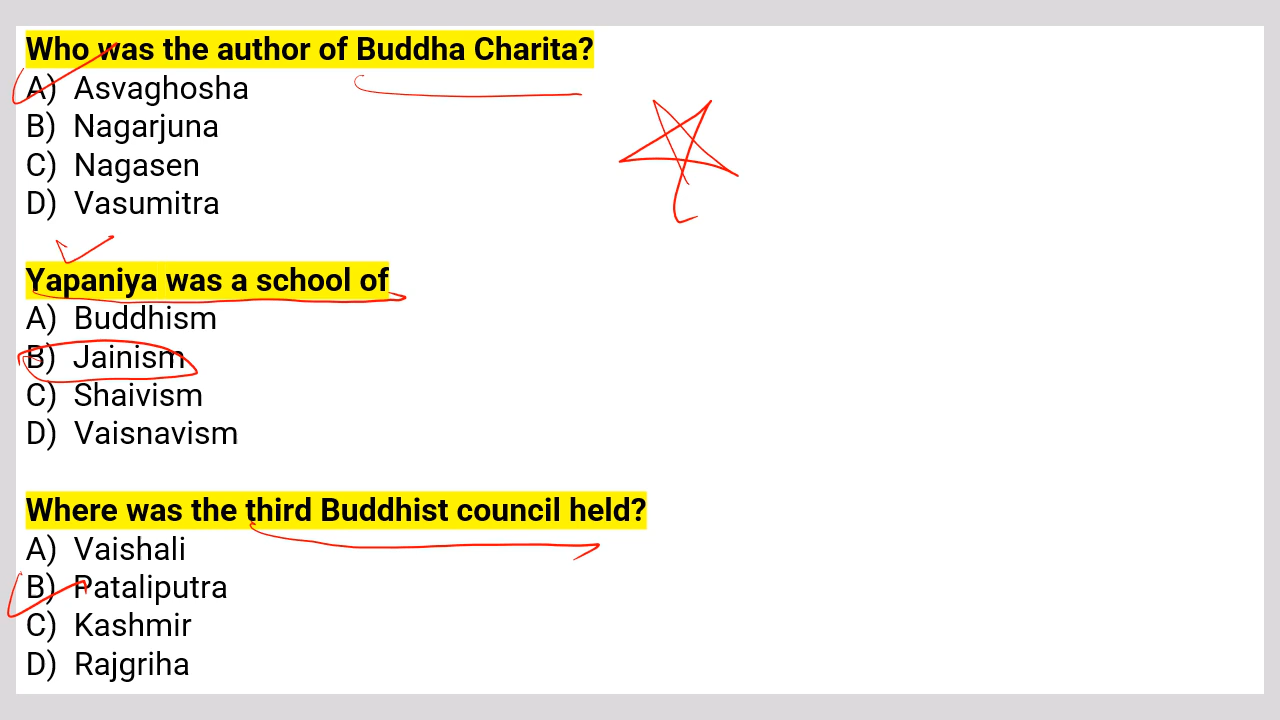 Who was the author of Buddha Charita?
A) Asvaghosha
B) Nagarjuna
C) Nagasen
D) Vasumitra
Yapaniya was a school of
A) Buddhism
B) Jainism
C) Shaivism
D) Vaisnavism
Where was the third Buddhist council held?
A) Vaishali
B) Pataliputra
C) Kashmir
D) Rajgriha